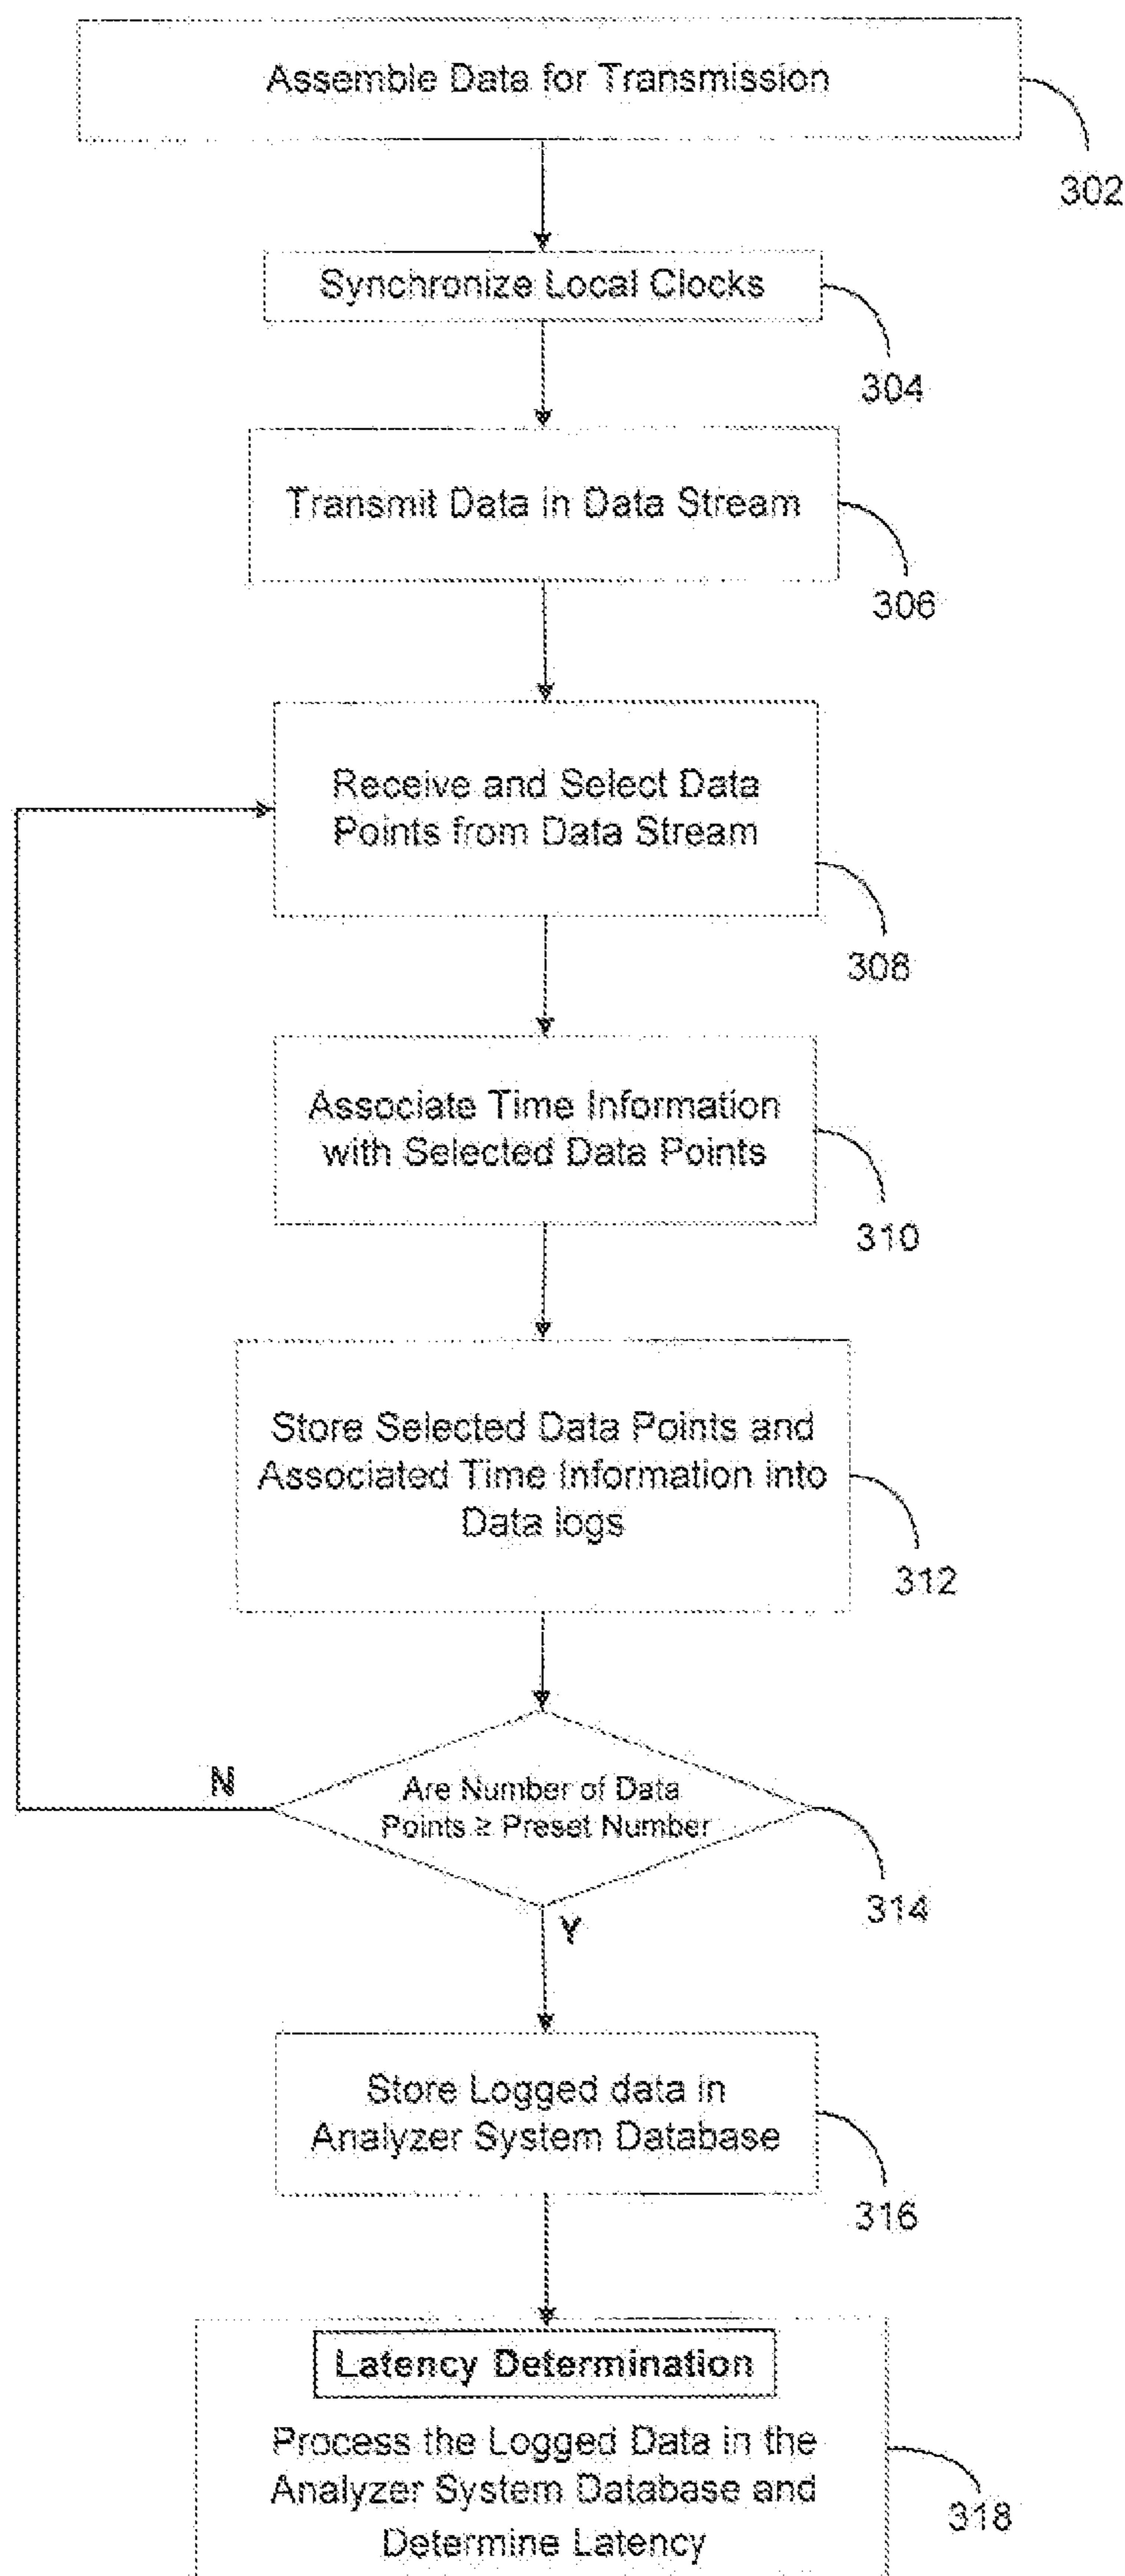 Assemble Data for Transmission
302
Synchronize Local Clocks
304
Transmit Data in Data Stream
306
Receive and Select Data
Points from Data Stream
308
Associate Time Information
with Selected Data Points
310
Store Selected Data Points and
Associated Time Information into
Data logs
312
N
Are Number of Data
Points ≥ Preset Number
314
Y
Store Logged data in
Analyzer System Database
316
Latency Determination
Process the Logged Data in the
Analyzer System Database and
Determine Latency
318